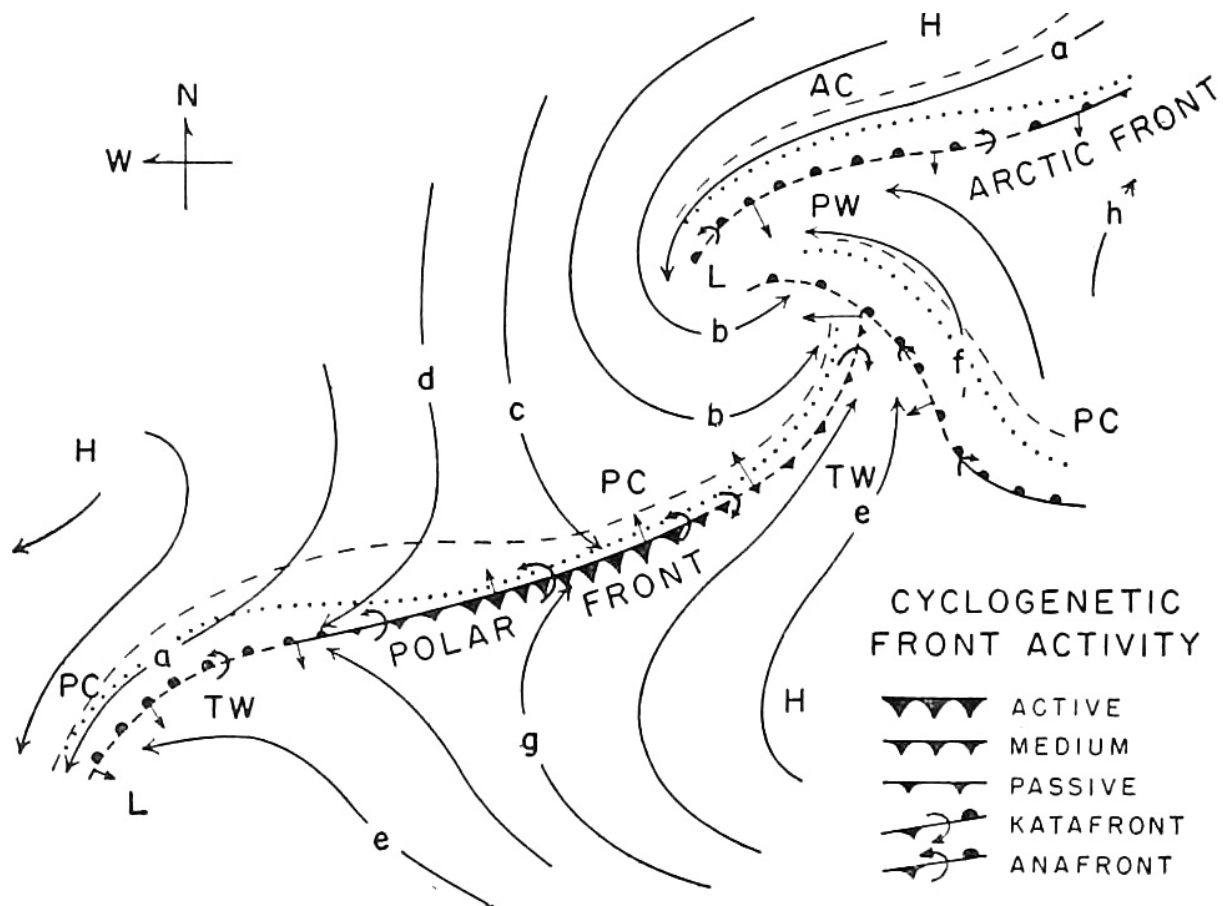 H
a
AC
N
W
ARCTIC FRONT
PW
h
L
b
d
f
c
b
PC
H
PC
TW
e
POLAR FRONT
a
PC
TW
H
g
L
e
CYCLOGENETIC
FRONT ACTIVITY
ACTIVE
MEDIUM
PASSIVE
KATAFRONT
ANAFRONT